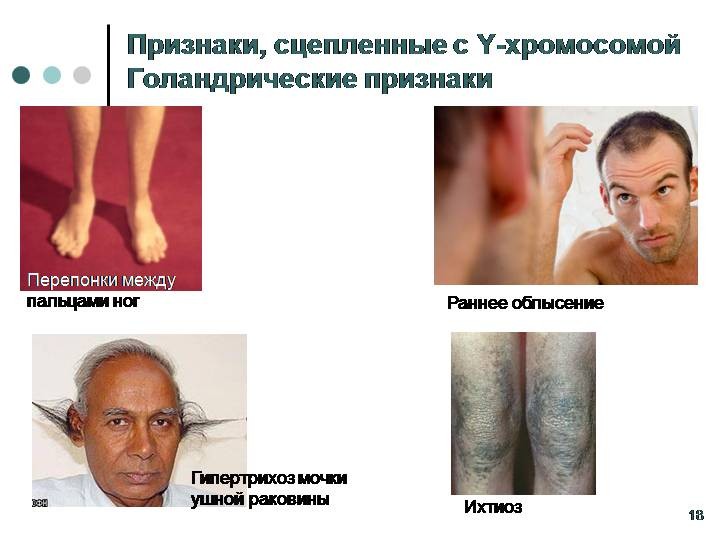 Признаки, сцепленные с Y-хромосомой
Голандрические признаки
Перепонки между
пальцами ног
Раннее облысение
Гипертрихоз мочки
ушной раковины
Ихтиоз
18